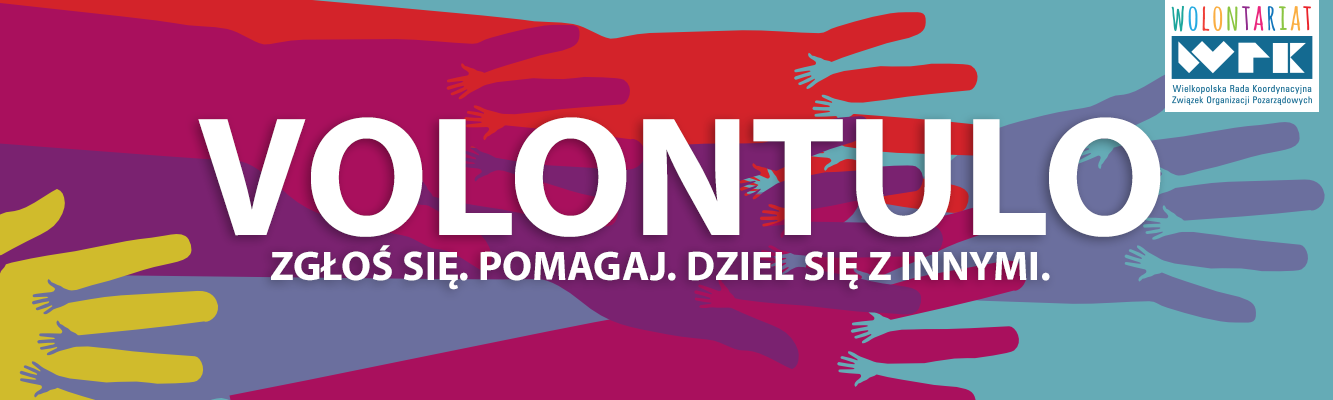 WOLONTARIAT
WRK
Wielkopolska Rada Koordynacyjna
Związek Organizacji Pozarządowych
VOLONTULO
ZGŁOŚ SIĘ. POMAGAJ. DZIEL SIĘ Z INNYMI.